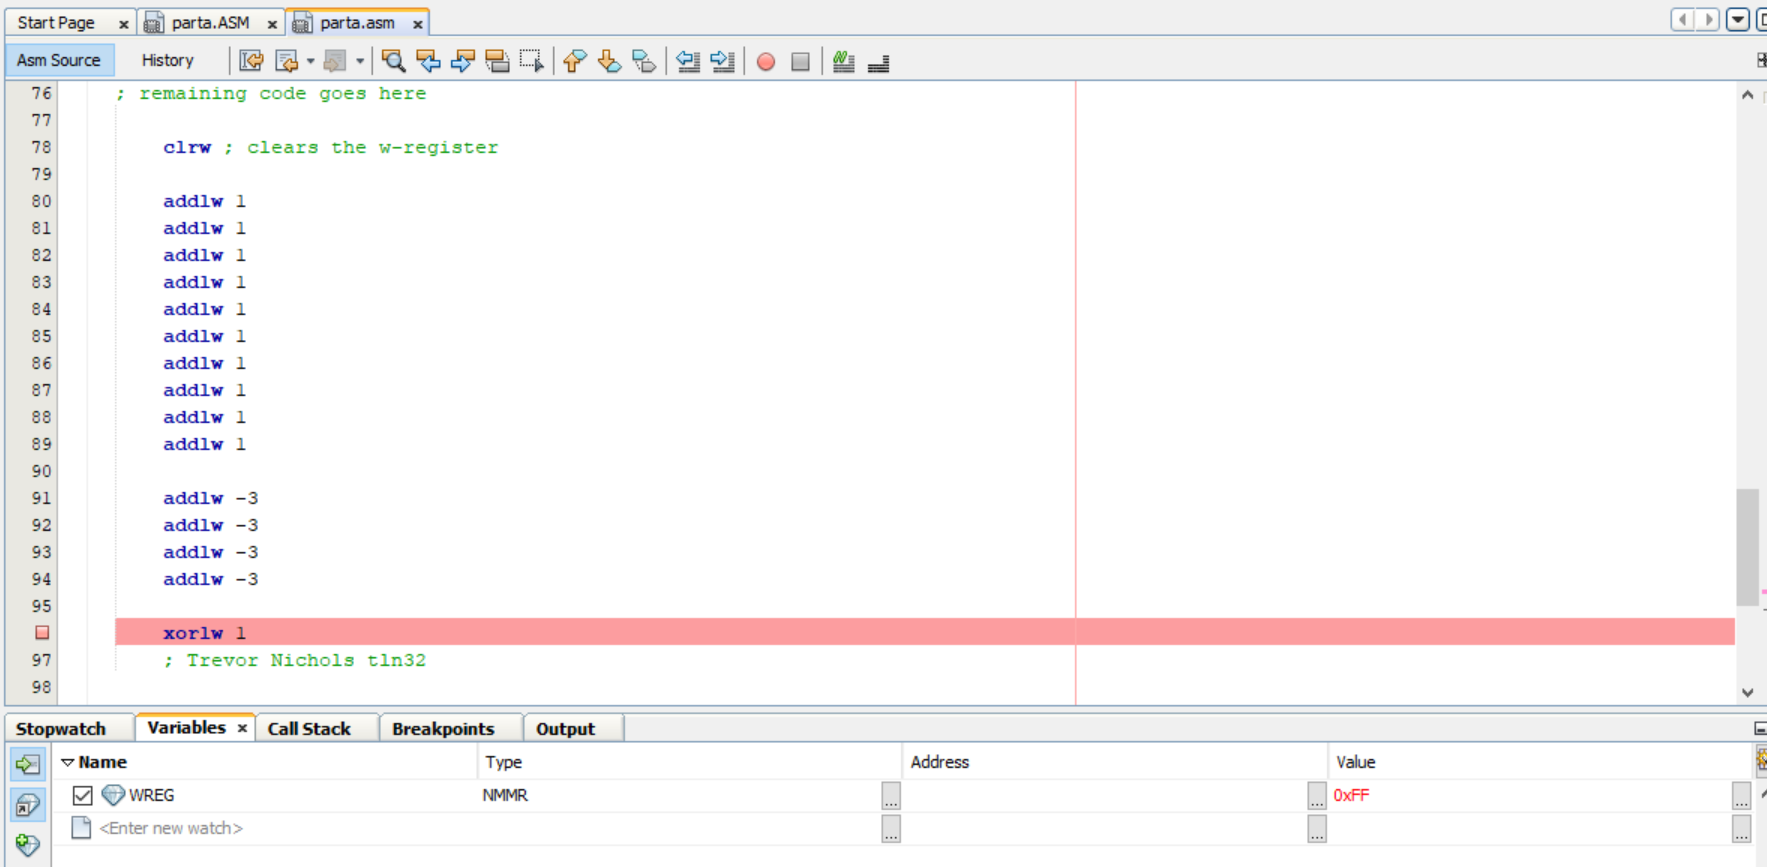 Start Page x parta.ASM x parta.asm x
Asm Source History
76 ; remaining code goes here
77
78 clrw ; clears the w-register
79
80 addlw 1
81 addlw 1
82 addlw 1
83 addlw 1
84 addlw 1
85 addlw 1
86 addlw 1
87 addlw 1
88 addlw 1
89 addlw 1
90
91 addlw -3
92 addlw -3
93 addlw -3
94 addlw -3
95
xorlw 1
97 ; Trevor Nichols tln32
98
Stopwatch Variables x Call Stack Breakpoints Output
Name Type Address Value
WREG NMMR ... ... 0xFF ...
<Enter new watch> ... ... ...